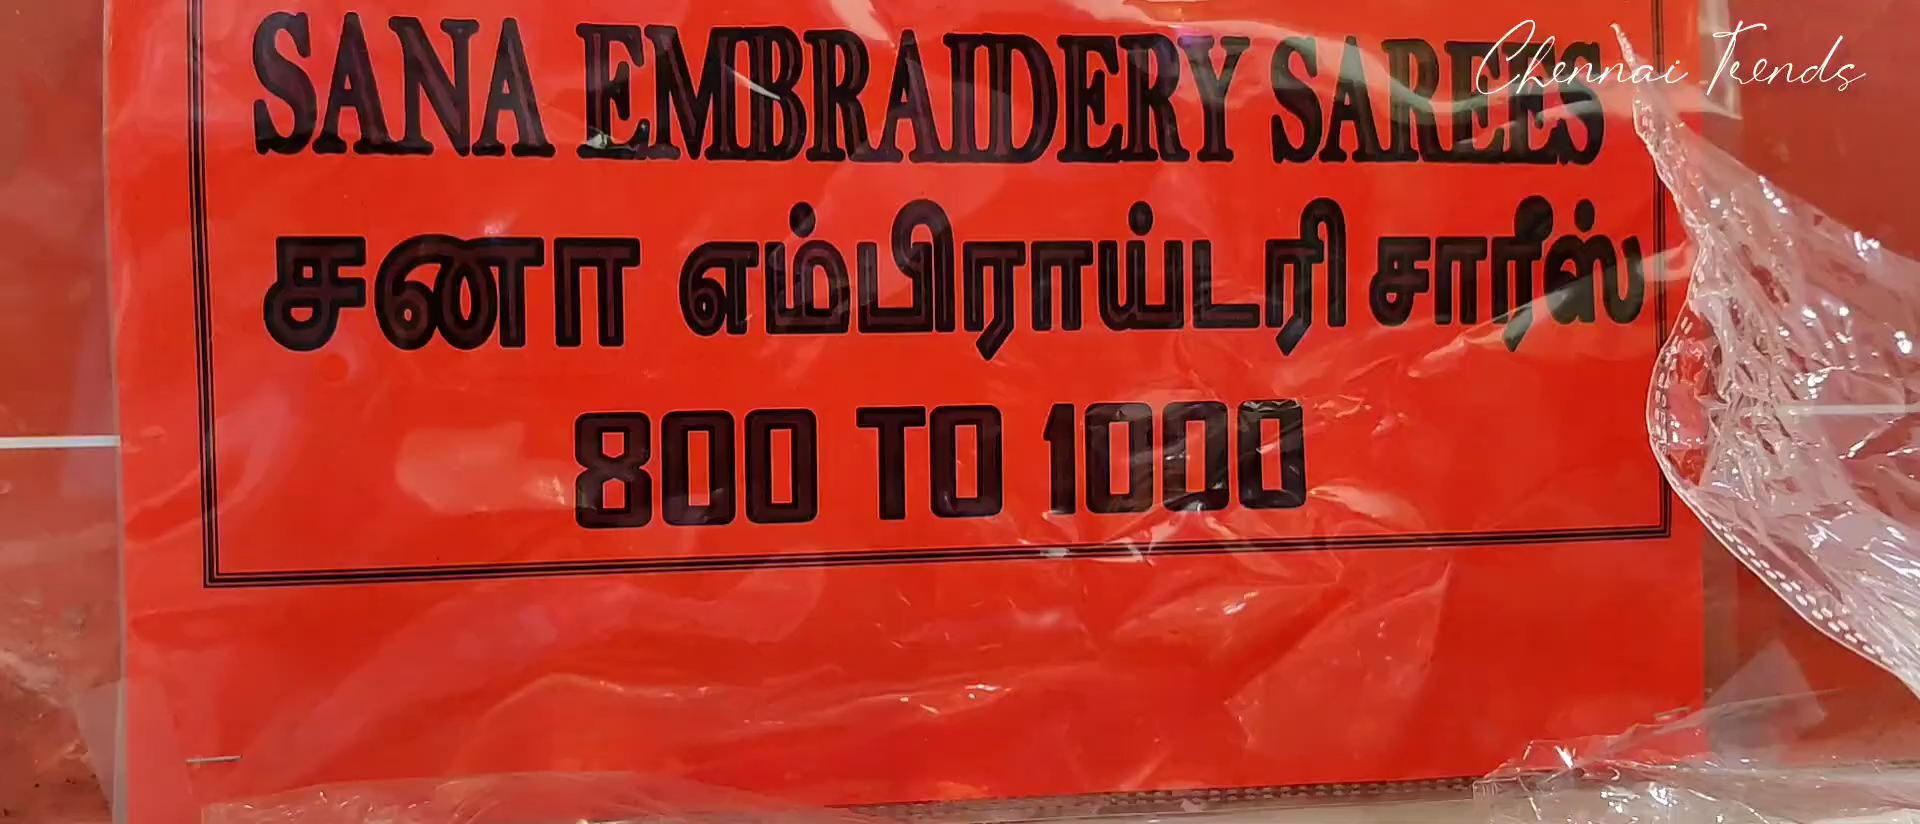 Chennai Trends
SANA EMBRAIDERY SAREES
சனா எம்பிராய்டரி சாரீஸ்
800 TO 1000